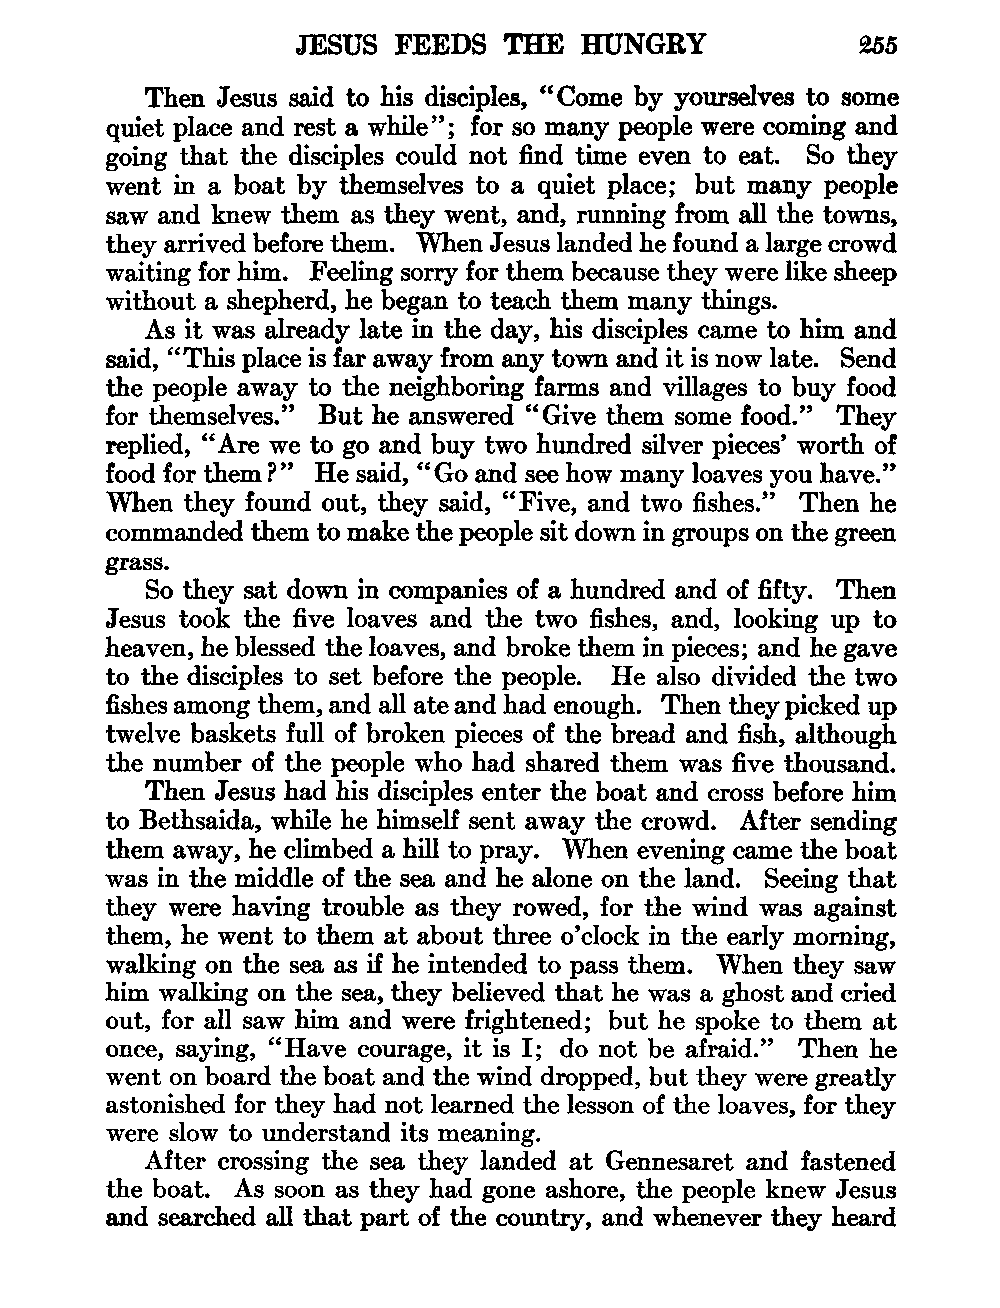 JESUS FEEDS THE HUNGRY 255
Then Jesus said to his disciples, “Come by yourselves to some
quiet place and rest a while”; for so many people were coming and
going that the disciples could not find time even to eat. So they
went in a boat by themselves to a quiet place; but many people
saw and knew them as they went, and, running from all the towns,
they arrived before them. When Jesus landed he found a large crowd
waiting for him. Feeling sorry for them because they were like sheep
without a shepherd, he began to teach them many things.
As it was already late in the day, his disciples came to him and
said, “This place is far away from any town and it is now late. Send
the people away to the neighboring farms and villages to buy food
for themselves.” But he answered “Give them some food.” They
replied, “Are we to go and buy two hundred silver pieces’ worth of
food for them?” He said, “Go and see how many loaves you have.”
When they found out, they said, “Five, and two fishes.” Then he
commanded them to make the people sit down in groups on the green
grass.
So they sat down in companies of a hundred and of fifty. Then
Jesus took the five loaves and the two fishes, and, looking up to
heaven, he blessed the loaves, and broke them in pieces; and he gave
to the disciples to set before the people. He also divided the two
fishes among them, and all ate and had enough. Then they picked up
twelve baskets full of broken pieces of the bread and fish, although
the number of the people who had shared them was five thousand.
Then Jesus had his disciples enter the boat and cross before him
to Bethsaida, while he himself sent away the crowd. After sending
them away, he climbed a hill to pray. When evening came the boat
was in the middle of the sea and he alone on the land. Seeing that
they were having trouble as they rowed, for the wind was against
them, he went to them at about three o’clock in the early morning,
walking on the sea as if he intended to pass them. When they saw
him walking on the sea, they believed that he was a ghost and cried
out, for all saw him and were frightened; but he spoke to them at
once, saying, “Have courage, it is I; do not be afraid.” Then he
went on board the boat and the wind dropped, but they were greatly
astonished for they had not learned the lesson of the loaves, for they
were slow to understand its meaning.
After crossing the sea they landed at Gennesaret and fastened
the boat. As soon as they had gone ashore, the people knew Jesus
and searched all that part of the country, and whenever they heard